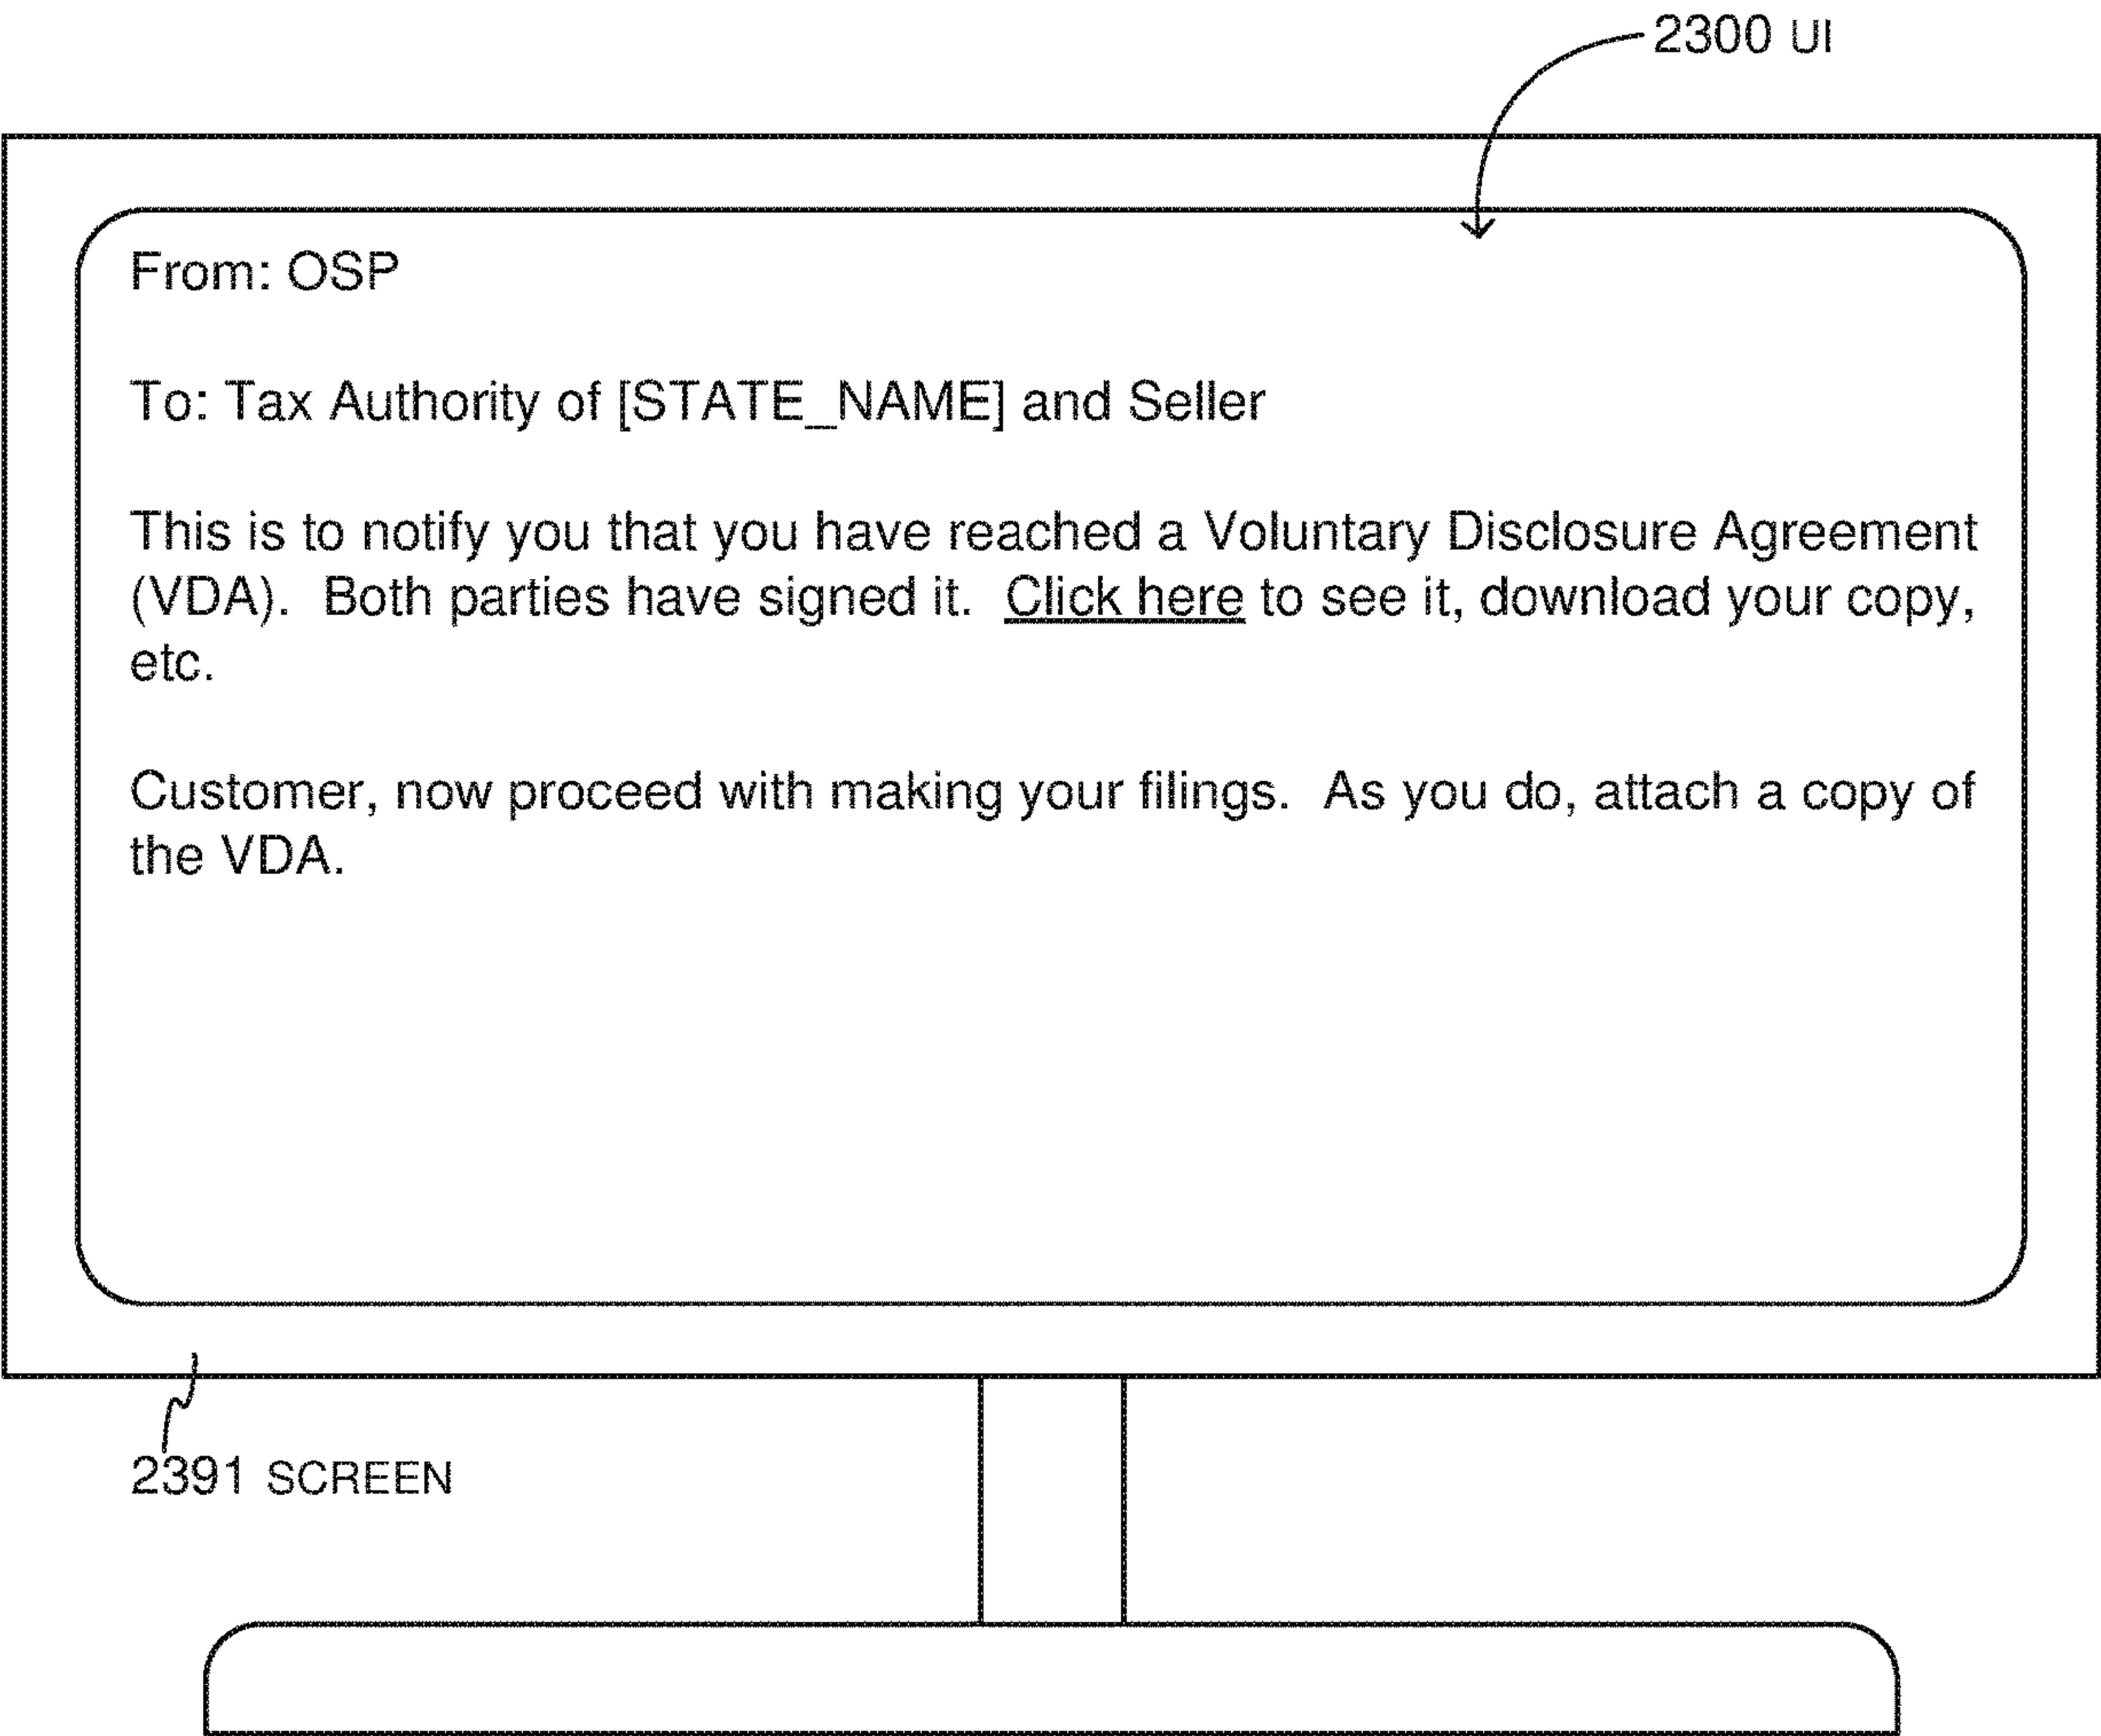 2300 UI
From: OSP
To: Tax Authority of [STATE_NAME] and Seller
This is to notify you that you have reached a Voluntary Disclosure Agreement
(VDA).  Both parties have signed it.  Click here to see it, download your copy,
etc.
Customer, now proceed with making your filings.  As you do, attach a copy of
the VDA.
2391 SCREEN